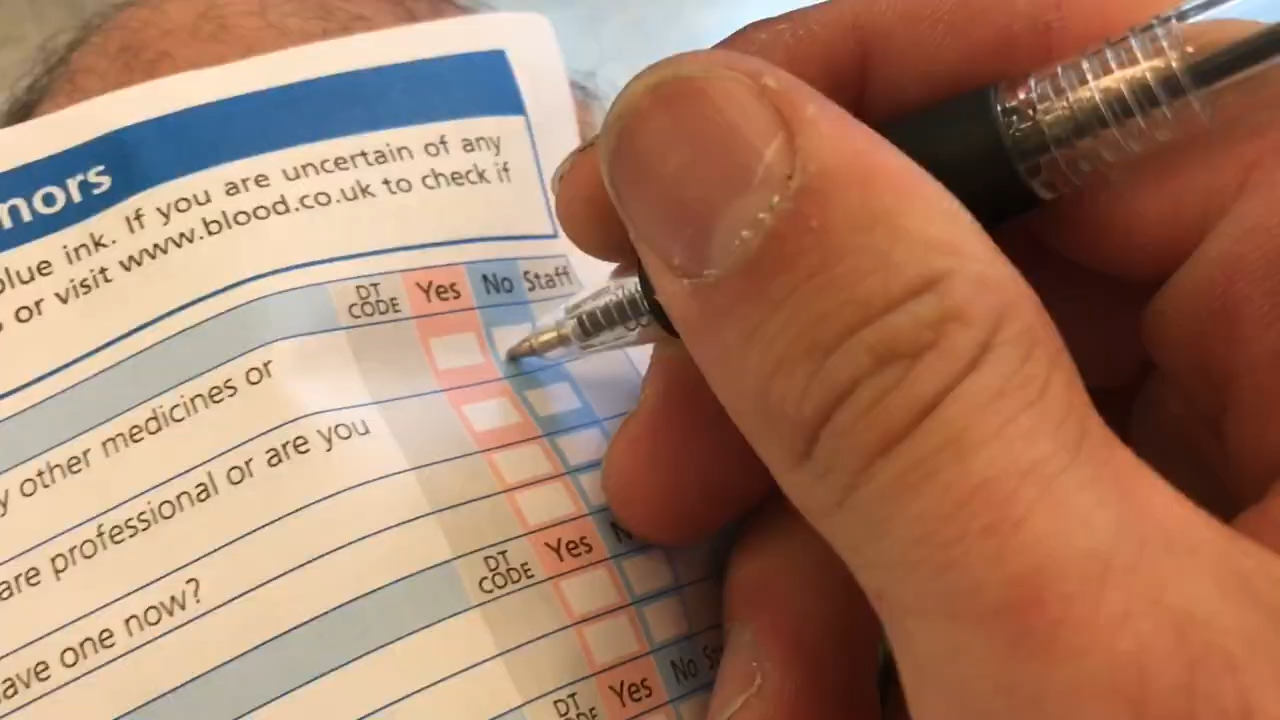 nors
blue ink. If you are uncertain of any
or visit www.blood.co.uk to check if
DT CODE Yes No Staff
y other medicines or
are professional or are you
ave one now?
DT CODE Yes
DT CODE Yes No